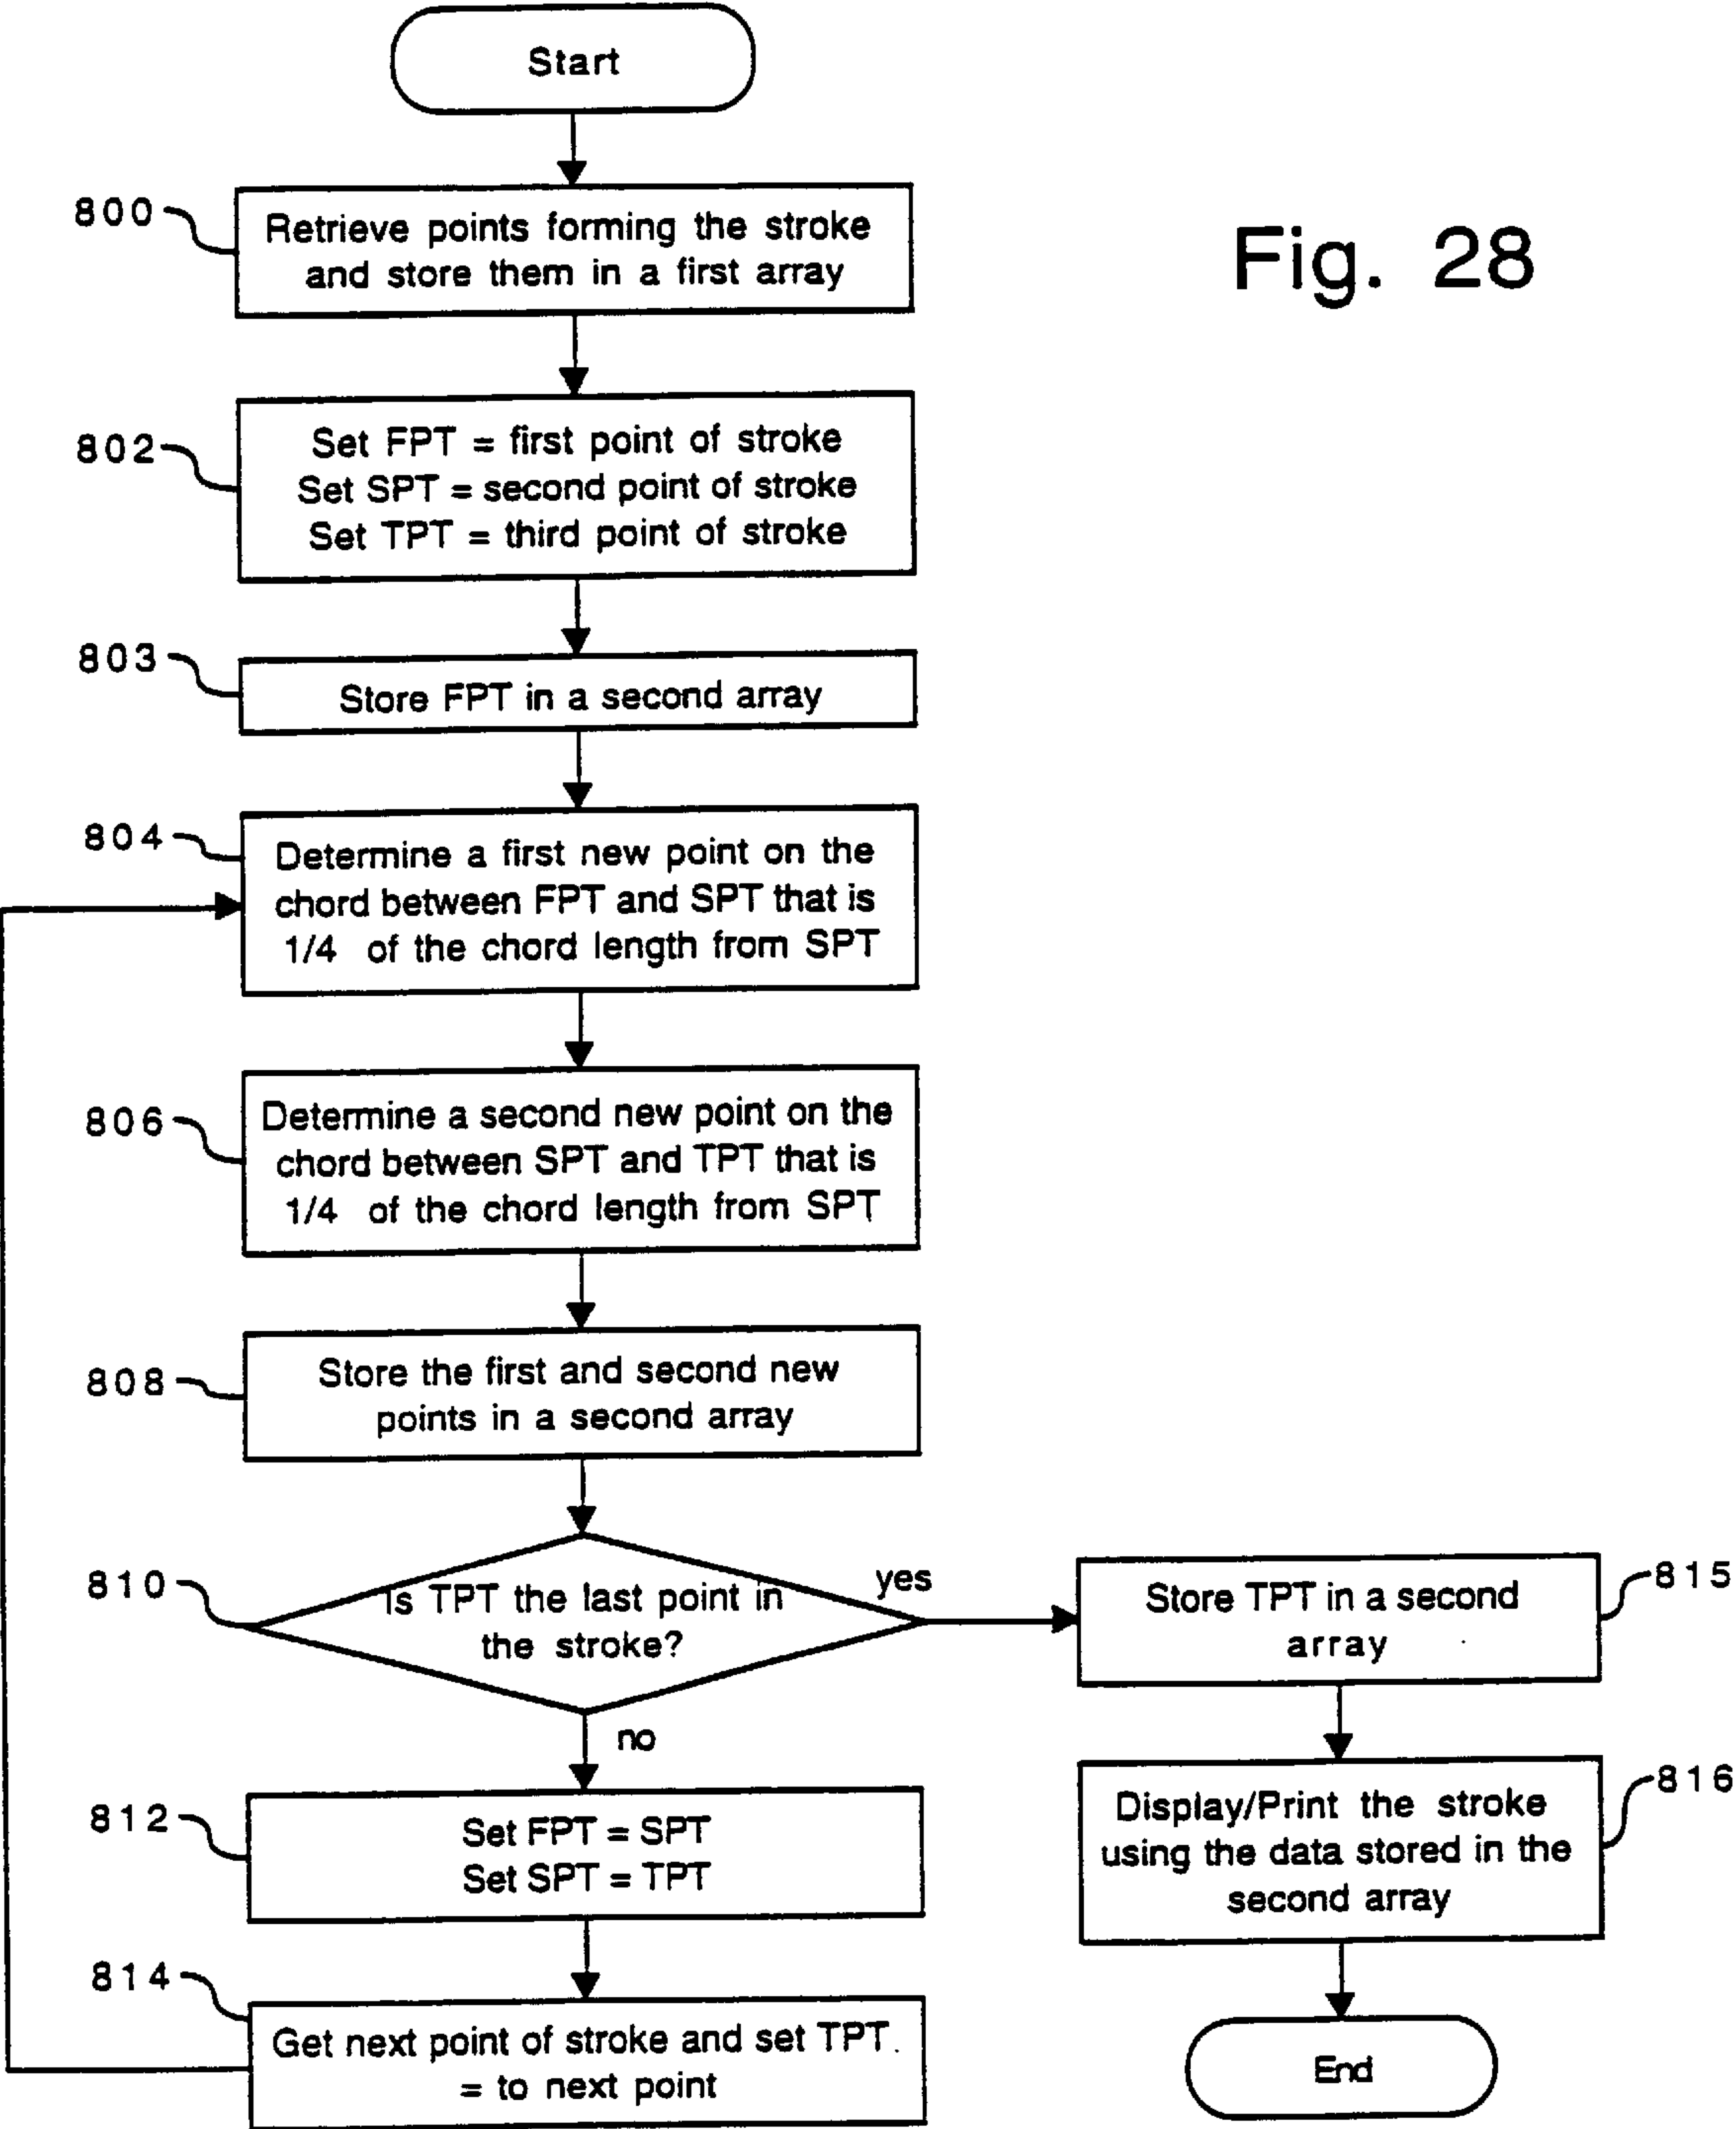 Start
Fig. 28
800
Retrieve points forming the stroke
and store them in a first array
802
Set FPT = first point of stroke
Set SPT = second point of stroke
Set TPT = third point of stroke
803
Store FPT in a second array
804
Determine a first new point on the
chord between FPT and SPT that is
1/4 of the chord length from SPT
806
Determine a second new point on the
chord between SPT and TPT that is
1/4 of the chord length from SPT
808
Store the first and second new
points in a second array
810
Is TPT the last point in
the stroke?
yes
no
815
Store TPT in a second
array
812
Set FPT = SPT
Set SPT = TPT
816
Display/Print the stroke
using the data stored in the
second array
814
Get next point of stroke and set TPT
= to next point
End